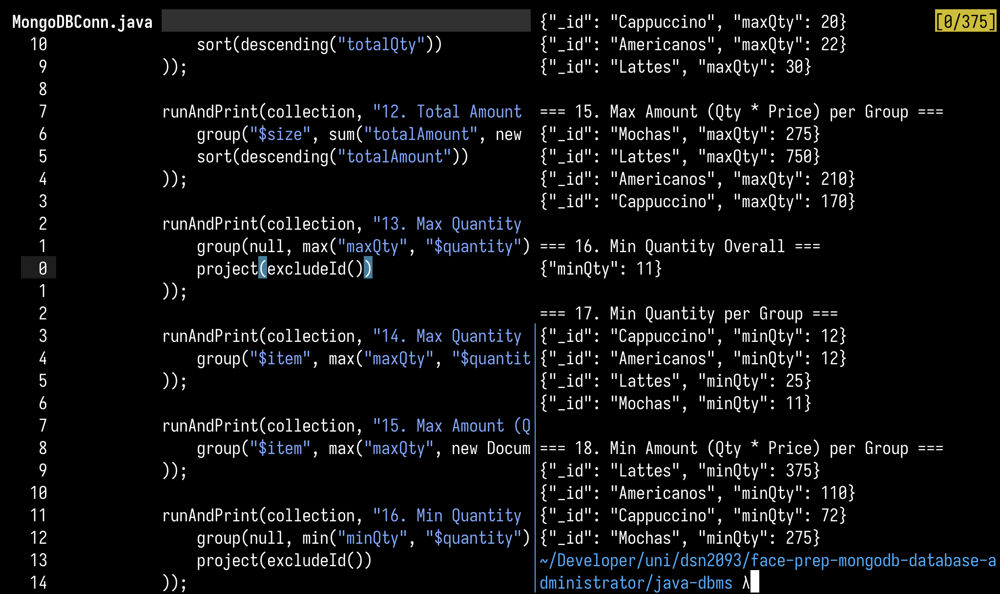 MongoDBConn.java
10 sort(descending("totalQty"))
9 ));
8
7 runAndPrint(collection, "12. Total Amount
6 group("$size", sum("totalAmount", new
5 sort(descending("totalAmount"))
4 ));
3
2 runAndPrint(collection, "13. Max Quantity
1 group(null, max("maxQty", "$quantity")
0 project(excludeId())
1 ));
2
3 runAndPrint(collection, "14. Max Quantity
4 group("$item", max("maxQty", "$quantit
5 ));
6
7 runAndPrint(collection, "15. Max Amount (Q
8 group("$item", max("maxQty", new Docum
9 ));
10
11 runAndPrint(collection, "16. Min Quantity
12 group(null, min("minQty", "$quantity")
13 project(excludeId())
14 ));
{"_id": "Cappuccino", "maxQty": 20}
[0/375]
{"_id": "Americanos", "maxQty": 22}
{"_id": "Lattes", "maxQty": 30}
=== 15. Max Amount (Qty * Price) per Group ===
{"_id": "Mochas", "maxQty": 275}
{"_id": "Lattes", "maxQty": 750}
{"_id": "Americanos", "maxQty": 210}
{"_id": "Cappuccino", "maxQty": 170}
=== 16. Min Quantity Overall ===
{"minQty": 11}
=== 17. Min Quantity per Group ===
{"_id": "Cappuccino", "minQty": 12}
{"_id": "Americanos", "minQty": 12}
{"_id": "Lattes", "minQty": 25}
{"_id": "Mochas", "minQty": 11}
=== 18. Min Amount (Qty * Price) per Group ===
{"_id": "Lattes", "minQty": 375}
{"_id": "Americanos", "minQty": 110}
{"_id": "Cappuccino", "minQty": 72}
{"_id": "Mochas", "minQty": 275}
~/Developer/uni/dsn2093/face-prep-mongodb-database-a
dministrator/java-dbms λ